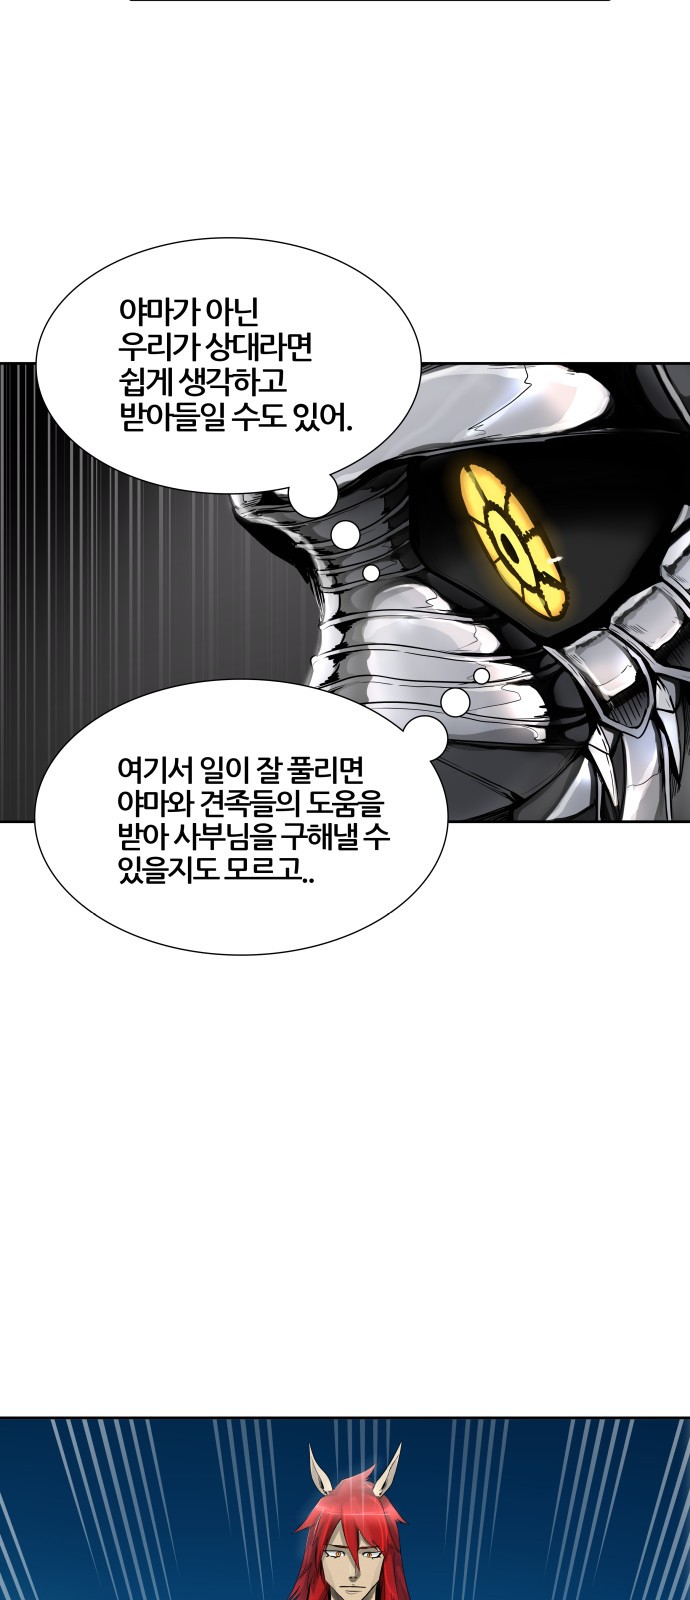 야마가 아닌
우리가 상대라면
쉽게 생각하고
받아들일 수도 있어.
여기서 일이 잘 풀리면
야마와 견족들의 도움을
받아 사부님을 구해낼 수
있을지도 모르고..